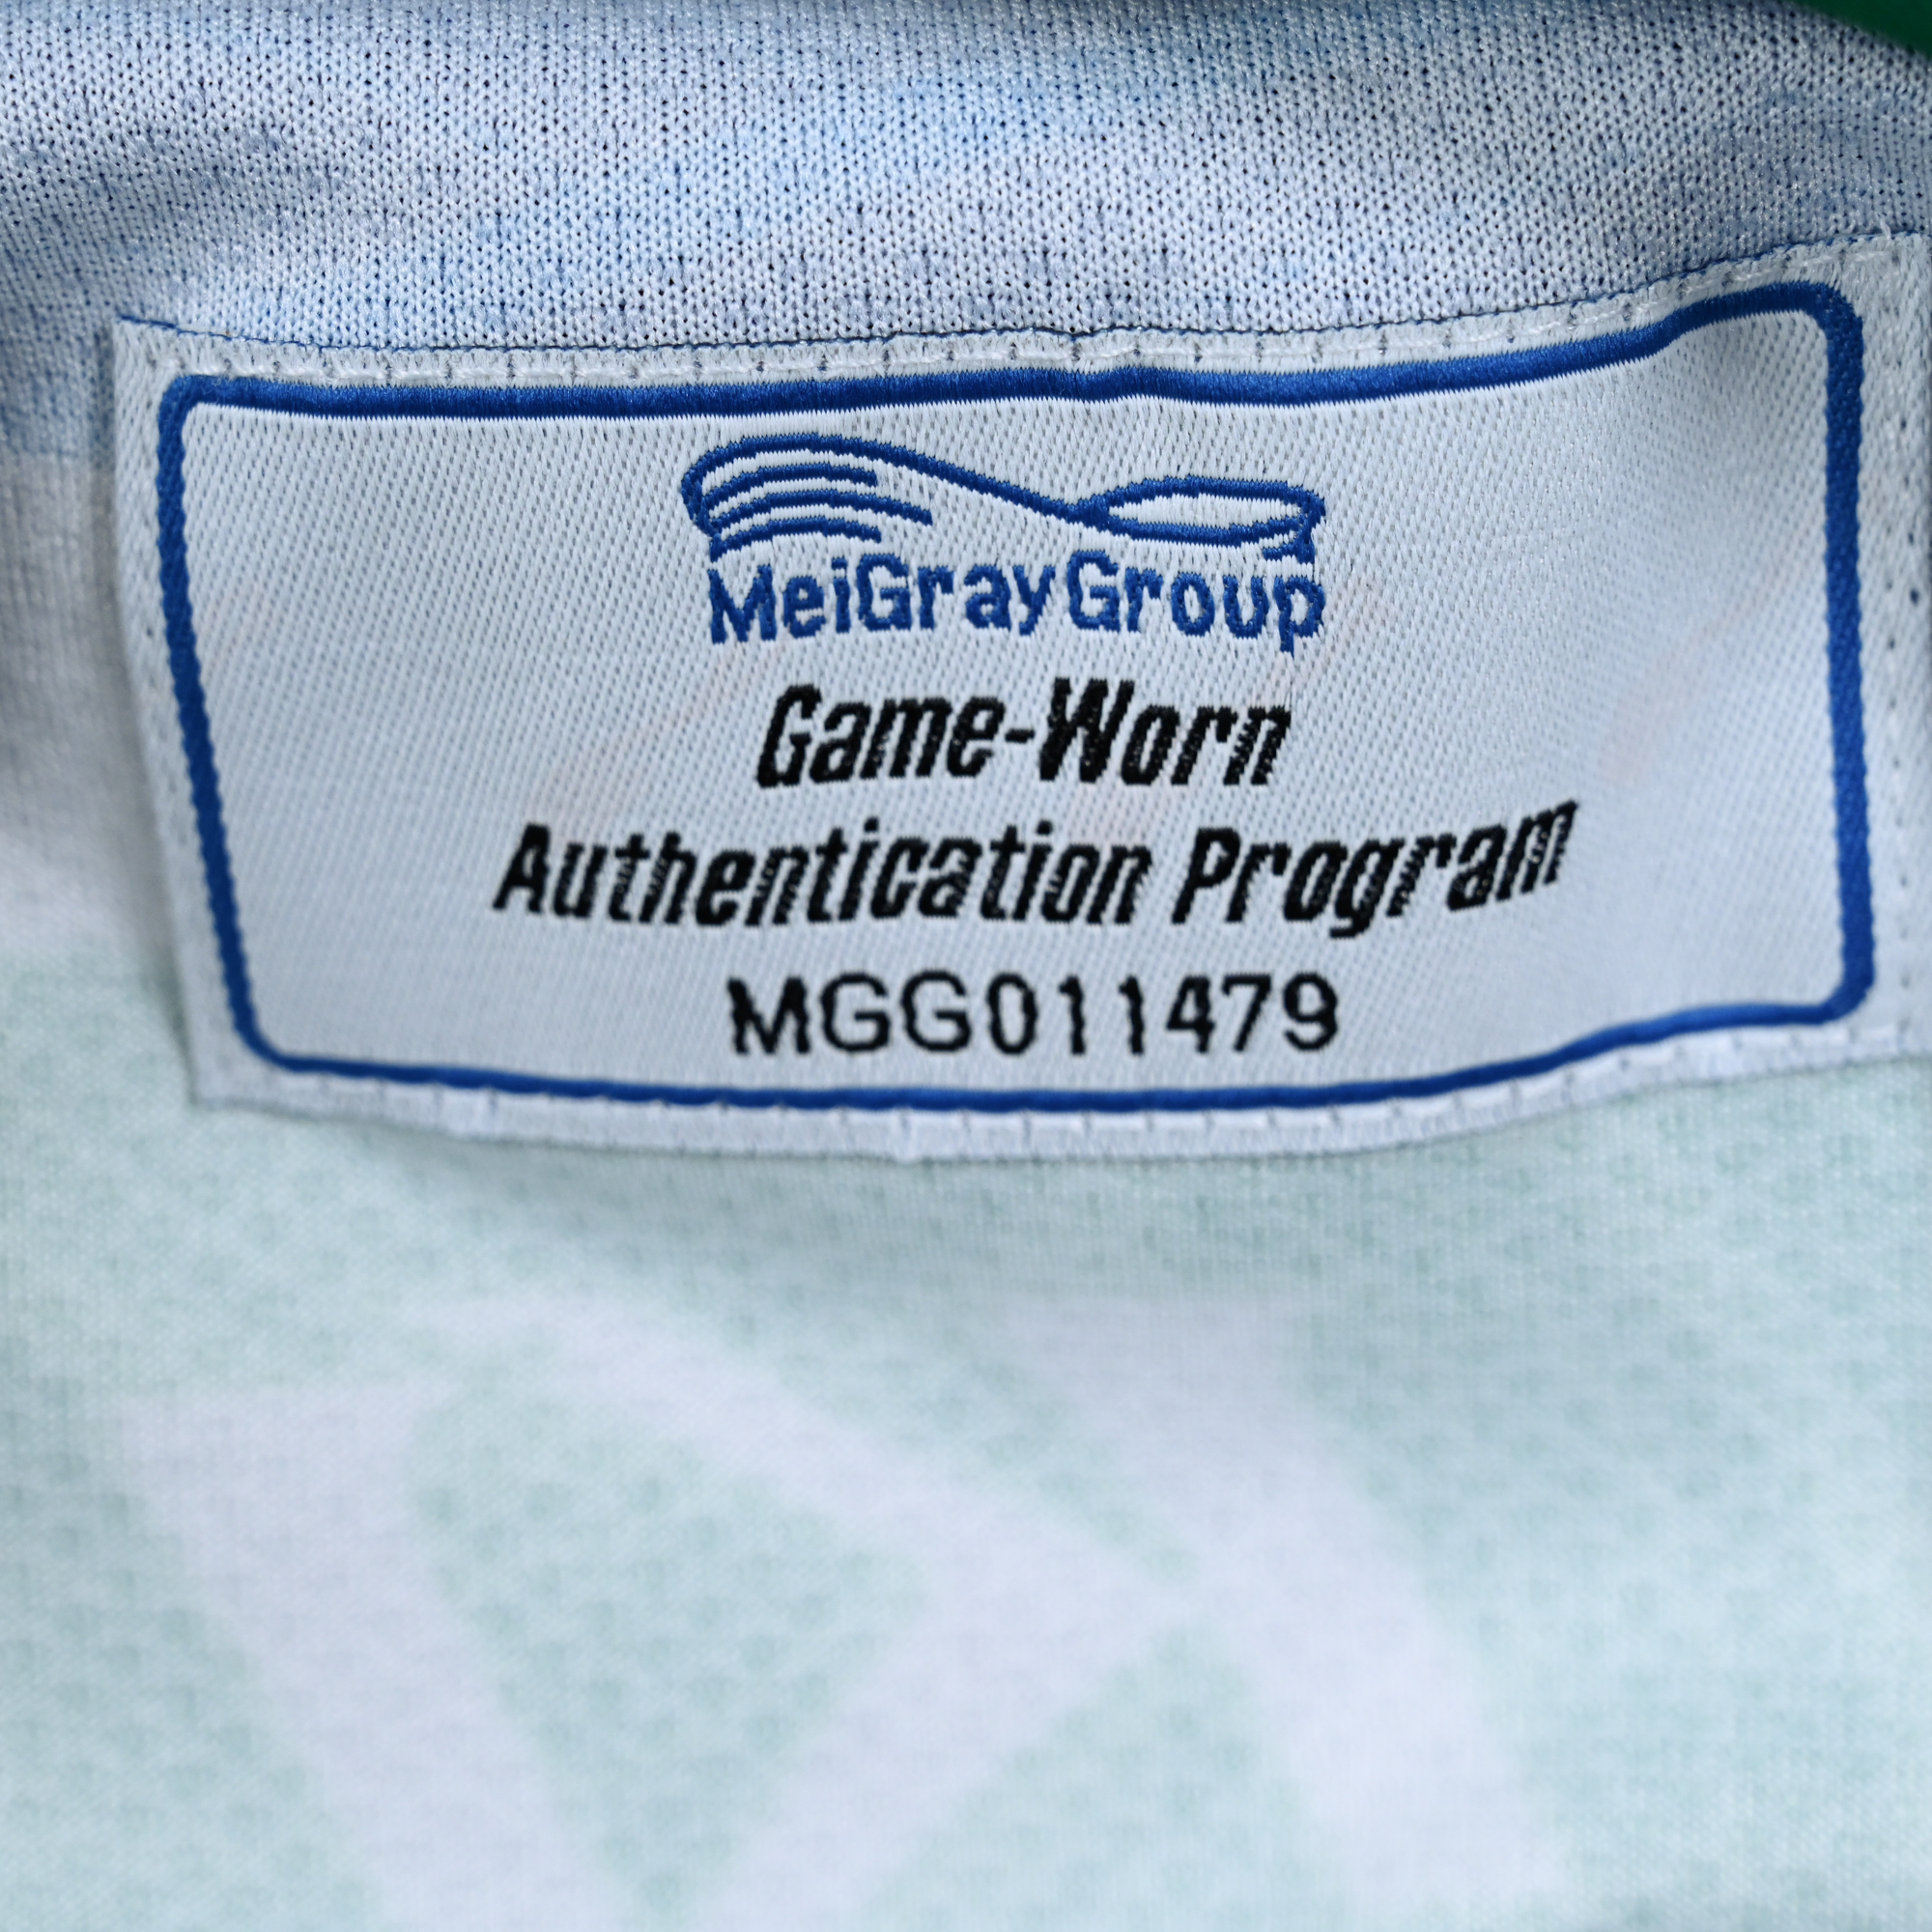 MeiGrayGroup
Game-Worn
Authentication Program
MGG011479